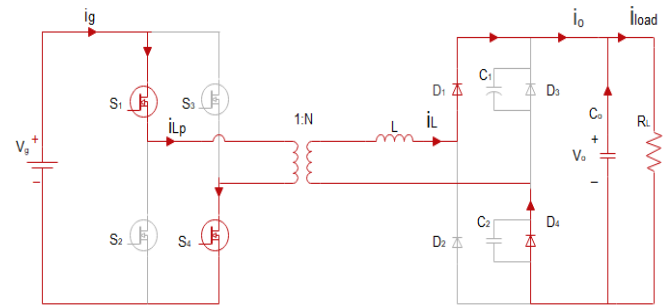 ig
io
iload
S1
S3
D1
C1
D3
iLp
1:N
L
iL
Co
RL
Vg
+
−
+
Vo
−
S2
S4
D2
C2
D4